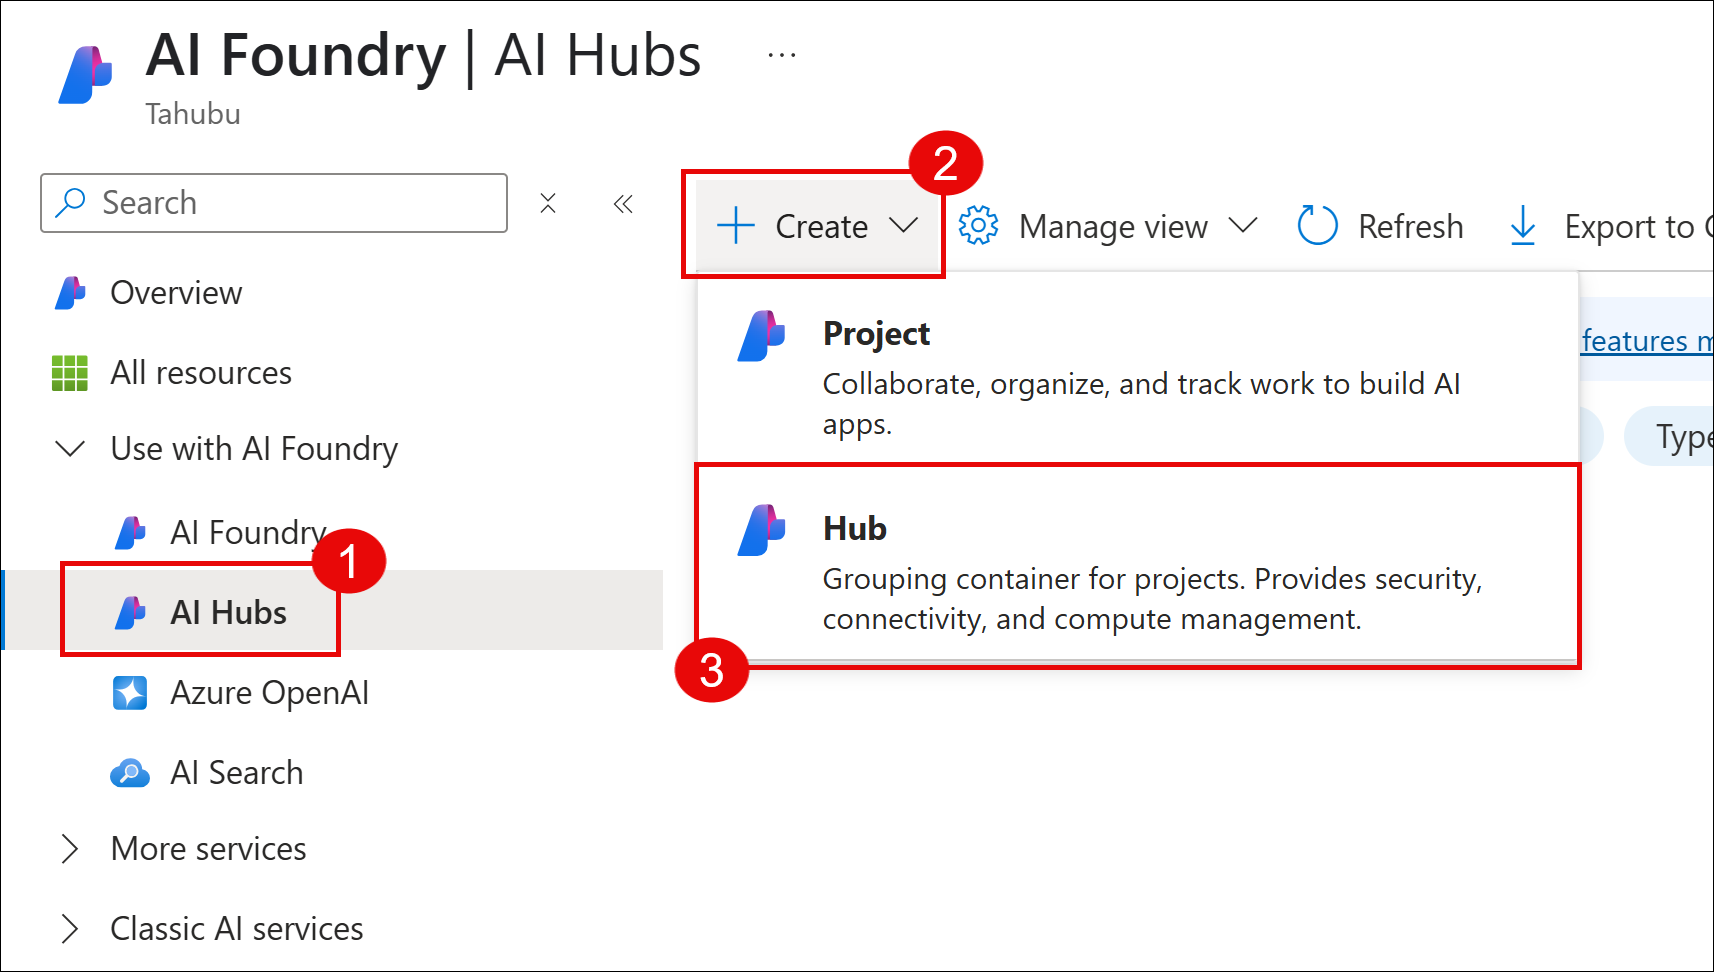 AI Foundry | AI Hubs ...
Tahubu
Search
Overview
All resources
Use with AI Foundry
AI Foundry
1
AI Hubs
Azure OpenAI
AI Search
More services
Classic AI services
2
Create
Manage view
Refresh
Export to
features
Type
Project
Collaborate, organize, and track work to build AI
apps.
Hub
Grouping container for projects. Provides security,
connectivity, and compute management.
3